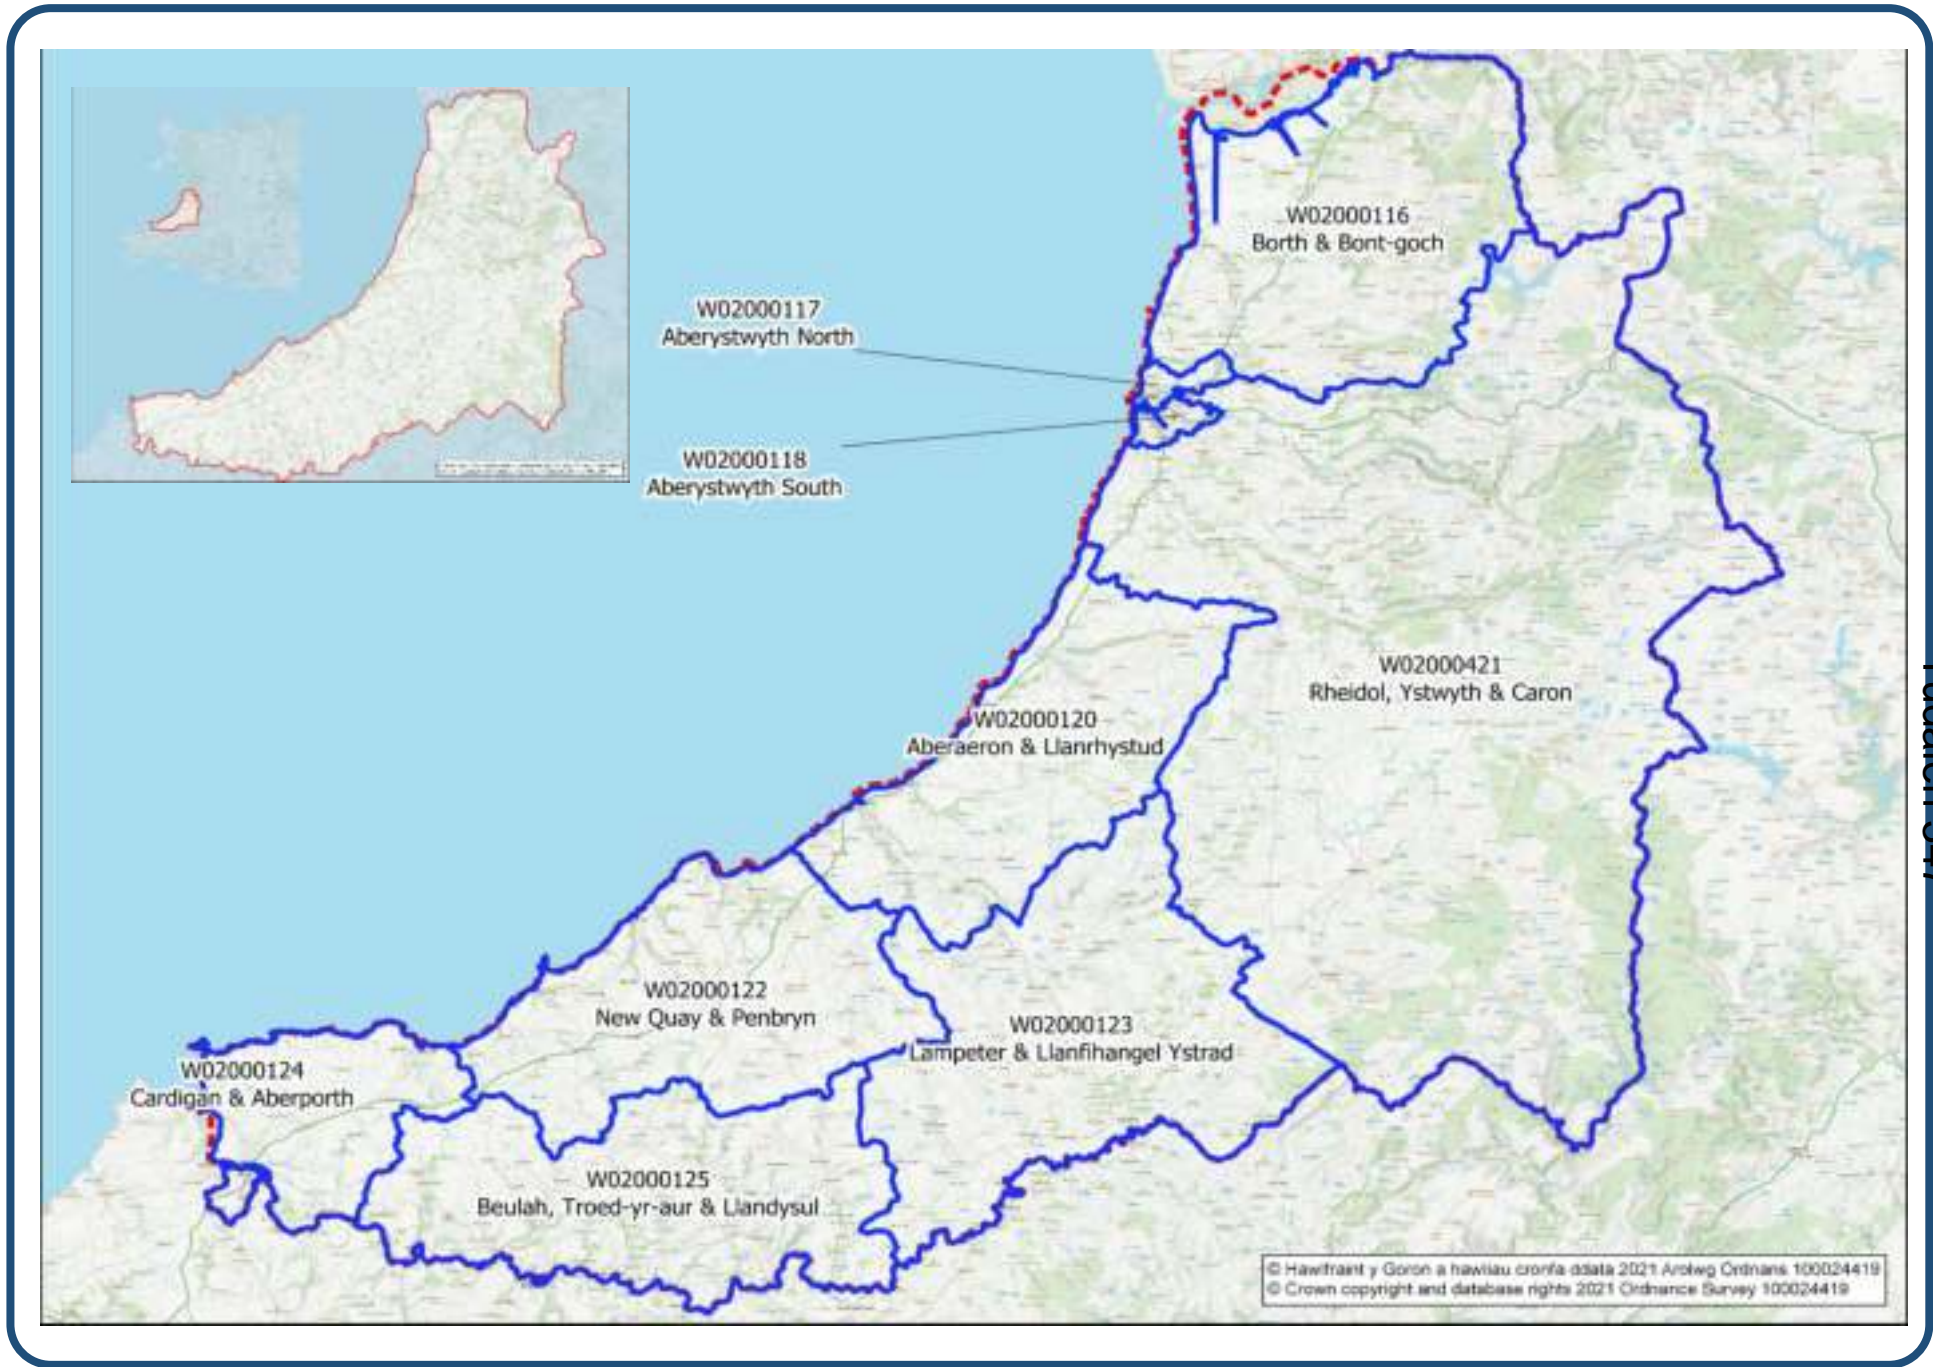 W02000116
Borth & Bont-goch
W02000117
Aberystwyth North
W02000118
Aberystwyth South
W02000421
Rheidol, Ystwyth & Caron
W02000120
Aberaeron & Llanrhystud
W02000122
New Quay & Penbryn
W02000123
Lampeter & Llanfihangel Ystrad
W02000124
Cardigan & Aberporth
W02000125
Beulah, Troed-yr-aur & Llandysul
© Hawlfraint y Goron a hawliau cronfa ddata 2021 Arolwg Ordnans 100024419
© Crown copyright and database rights 2021 Ordnance Survey 100024419